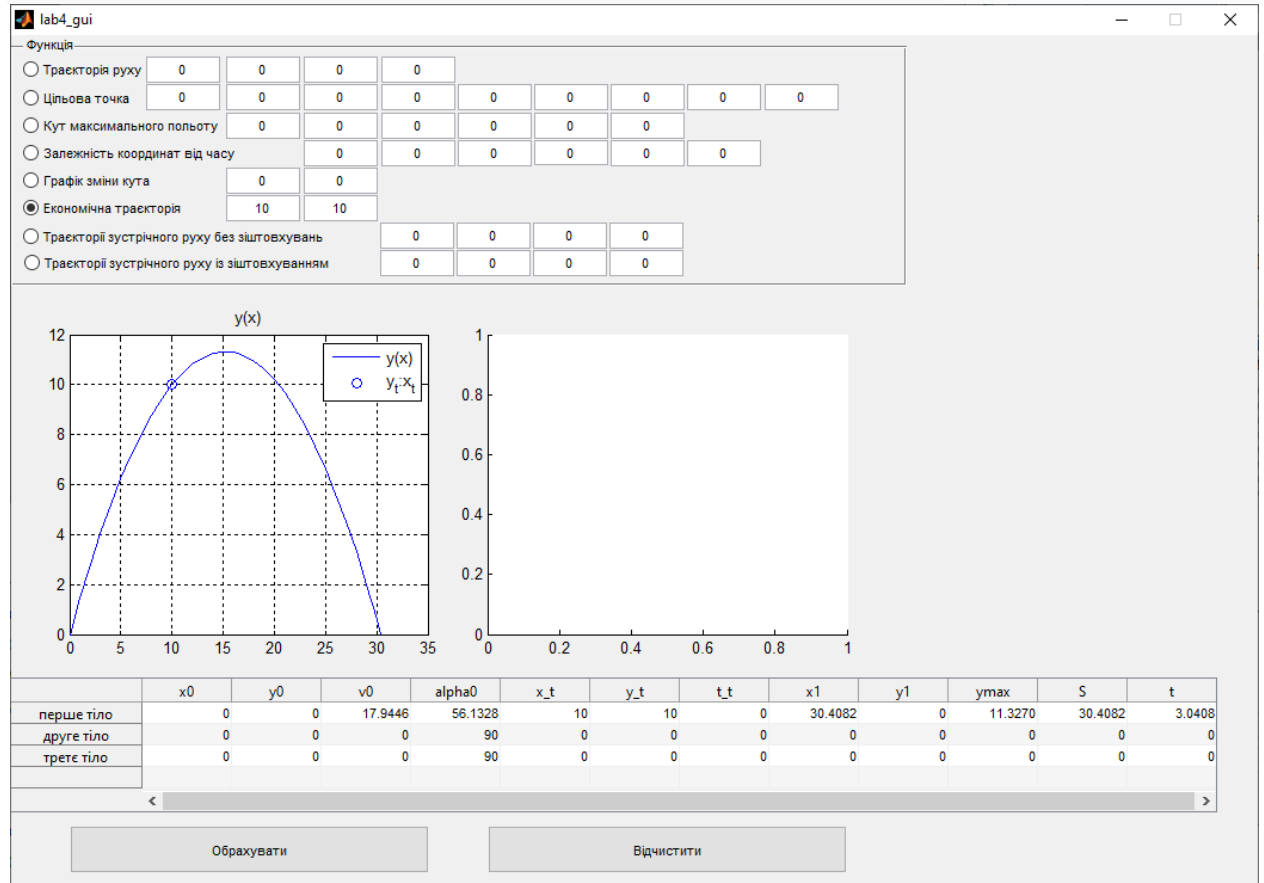 lab4_gui
Функція
Траєкторія руху 0 0 0 0
Цільова точка 0 0 0 0 0 0 0 0 0
Кут максимального польоту 0 0 0 0 0 0
Залежність координат від часу 0 0 0 0 0 0
Графік зміни кута 0 0
Економічна траєкторія 10 10
Траєкторії зустрічного руху без зіштовхувань 0 0 0 0
Траєкторії зустрічного руху із зіштовхуванням 0 0 0 0
y(x)
12
10
8
6
4
2
0
0 5 10 15 20 25 30 35
y(x)
y_t:x_t
1
0.8
0.6
0.4
0.2
0
0 0.2 0.4 0.6 0.8 1
x0 y0 v0 alpha0 x_t y_t t_t x1 y1 ymax S t
перше тіло 0 0 17.9446 56.1328 10 10 0 30.4082 0 11.3270 30.4082 3.0408
друге тіло 0 0 0 90 0 0 0 0 0 0 0 0
третє тіло 0 0 0 90 0 0 0 0 0 0 0 0
Обрахувати Відчистити